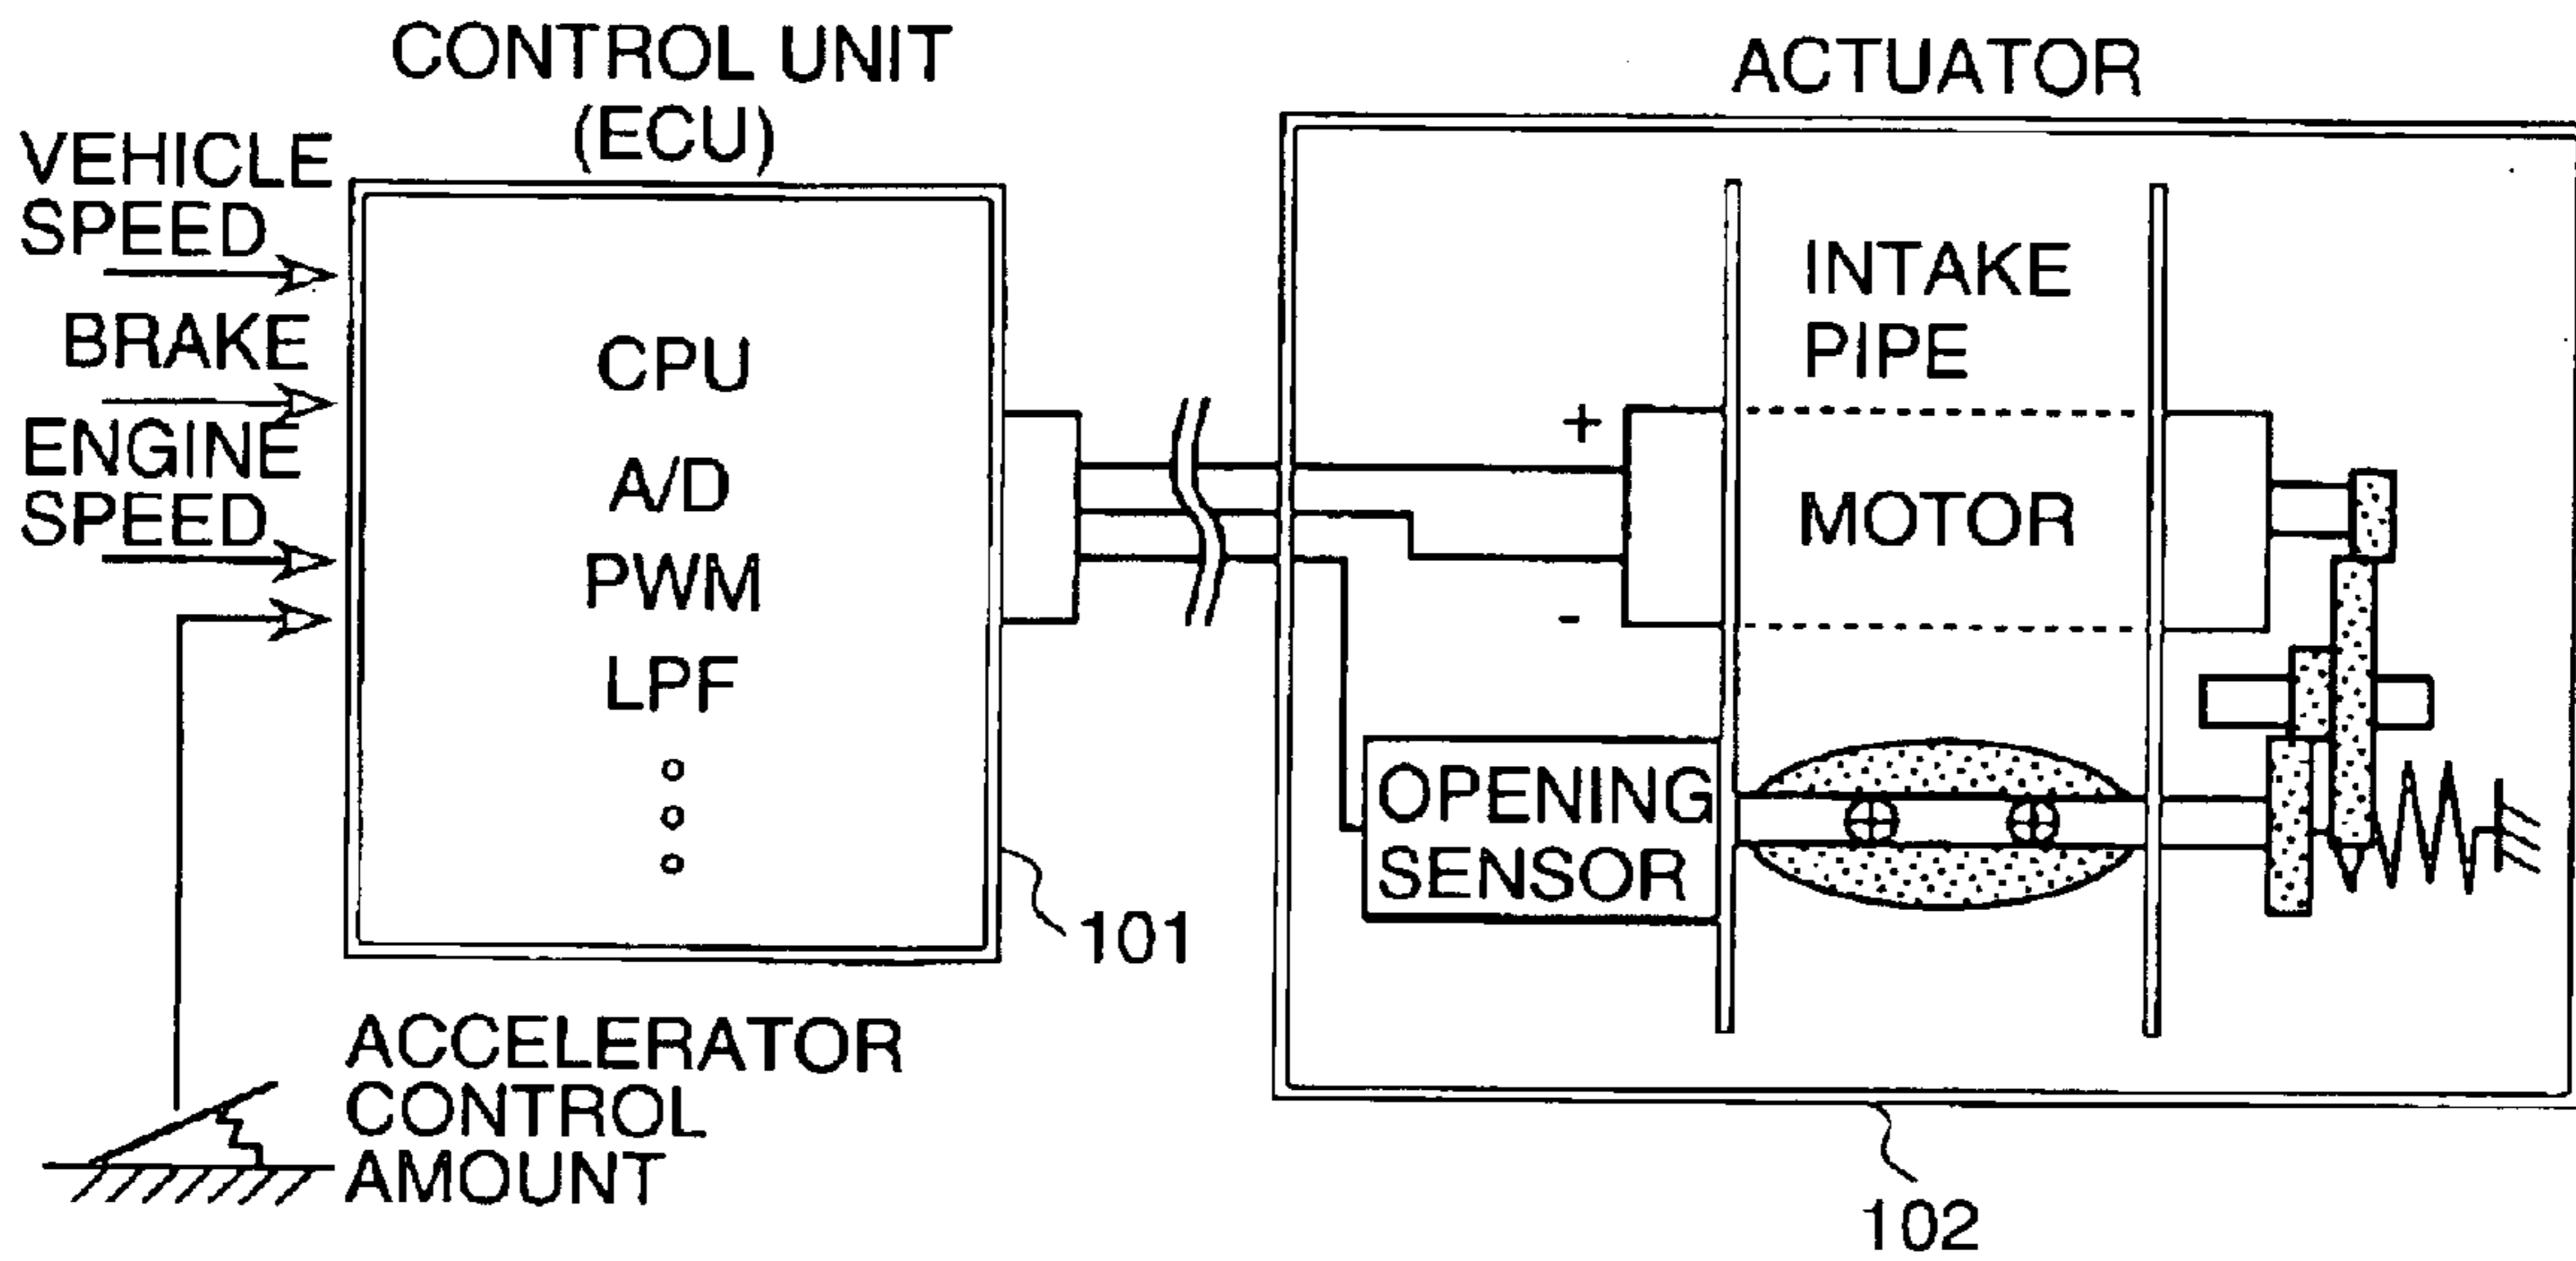 CONTROL UNIT
(ECU)
VEHICLE
SPEED
BRAKE
ENGINE
SPEED
CPU
A/D
PWM
LPF
101
ACCELERATOR
CONTROL
AMOUNT
ACTUATOR
INTAKE
PIPE
+
MOTOR
-
OPENING
SENSOR
102